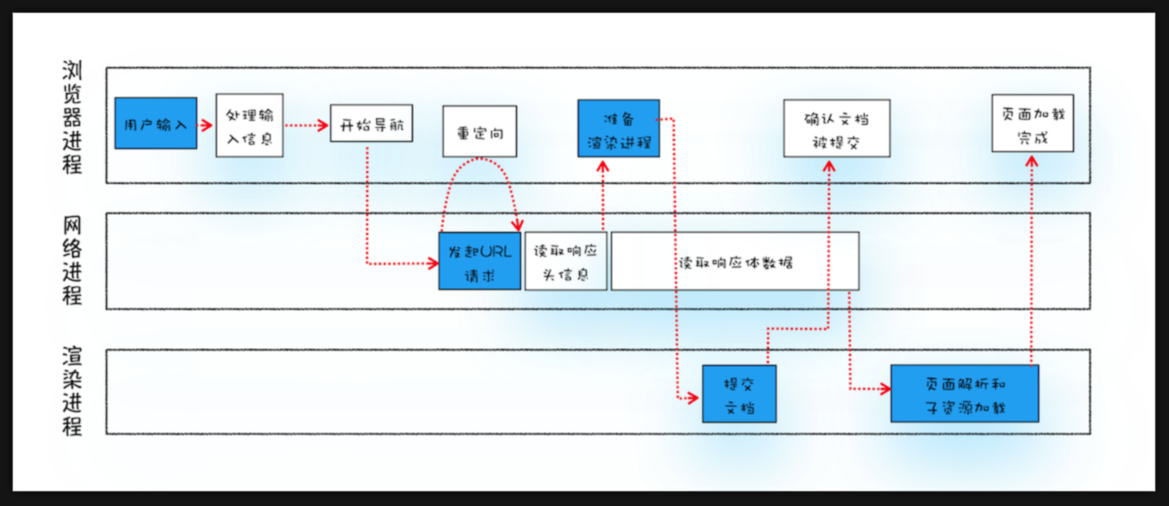 浏览器进程
用户输入
处理输
入信息
开始导航
重定向
准备
渲染进程
确认文档
被提交
页面加载
完成
网络进程
发起URL
请求
读取响应
头信息
读取响应体数据
渲染进程
提交
文档
页面解析和
子资源加载